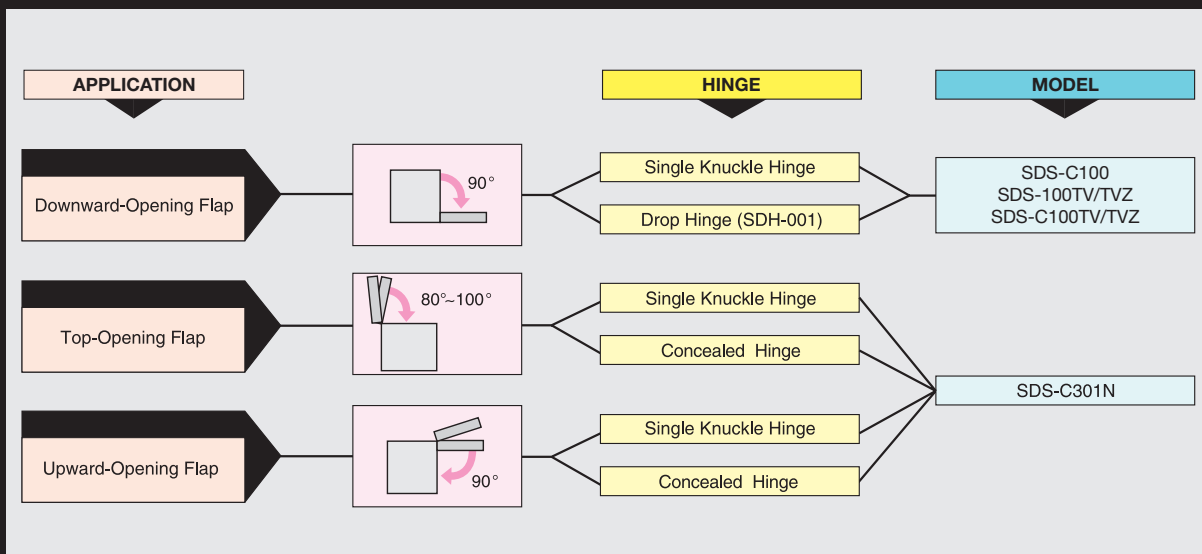 APPLICATION
HINGE
MODEL
Downward-Opening Flap
90°
Single Knuckle Hinge
Drop Hinge (SDH-001)
SDS-C100
SDS-100TV/TVZ
SDS-C100TV/TVZ
Top-Opening Flap
80°~100°
Single Knuckle Hinge
Concealed Hinge
SDS-C301N
Upward-Opening Flap
90°
Single Knuckle Hinge
Concealed Hinge